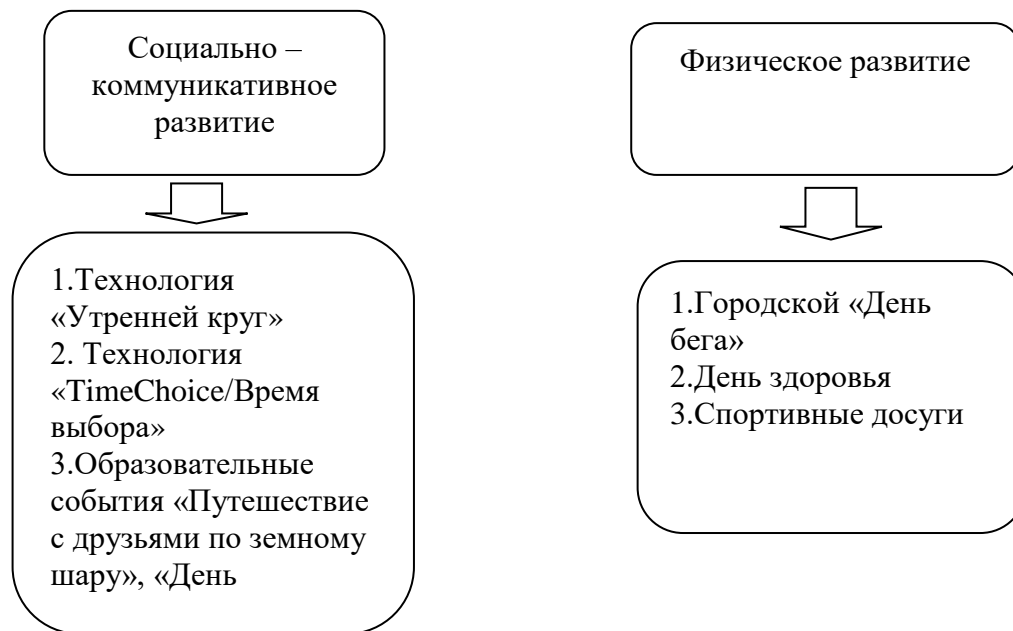 Социально –
коммуникативное
развитие
Физическое развитие
1.Технология
«Утренней круг»
2. Технология
«TimeChoice/Время
выбора»
3.Образовательные
события «Путешествие
с друзьями по земному
шару», «День
1.Городской «День
бега»
2.День здоровья
3.Спортивные досуги